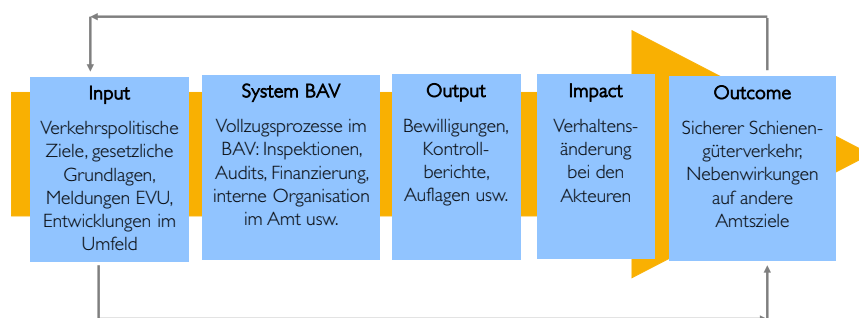 Input
Verkehrspolitische
Ziele, gesetzliche
Grundlagen,
Meldungen EVU,
Entwicklungen im
Umfeld
System BAV
Vollzugsprozesse im
BAV: Inspektionen,
Audits, Finanzierung,
interne Organisation
im Amt usw.
Output
Bewilligungen,
Kontroll-
berichte,
Auflagen usw.
Impact
Verhaltens-
änderung
bei den
Akteuren
Outcome
Sicherer Schienen-
güterverkehr,
Nebenwirkungen
auf andere
Amtsziele